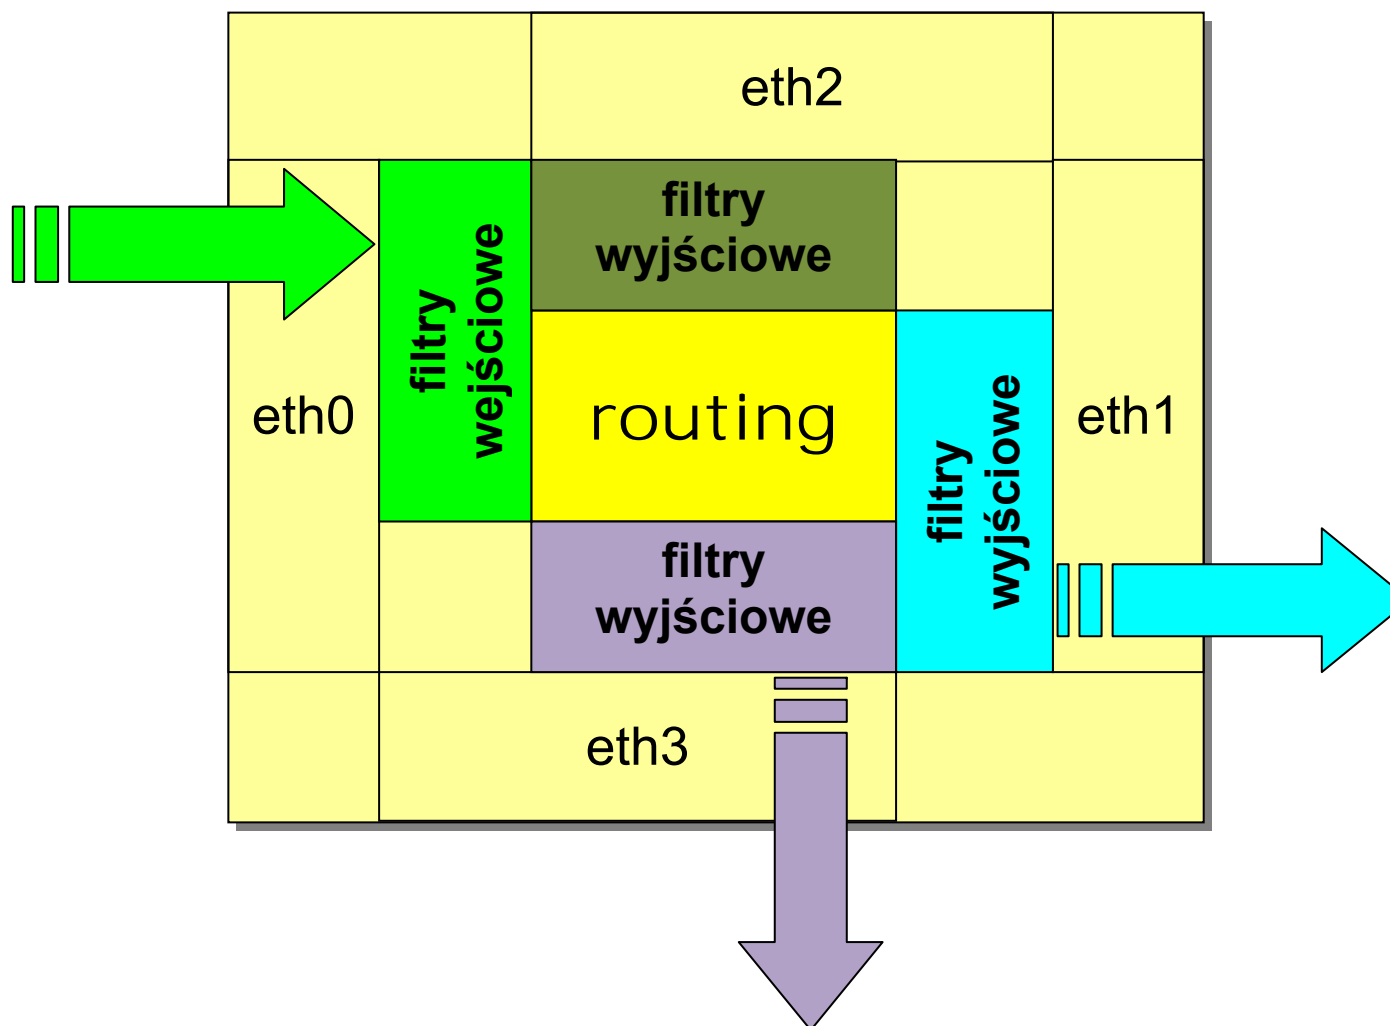 eth2
filtry
wyjściowe
filtry
wejściowe
eth0
routing
filtry
wyjściowe
eth1
filtry
wyjściowe
eth3